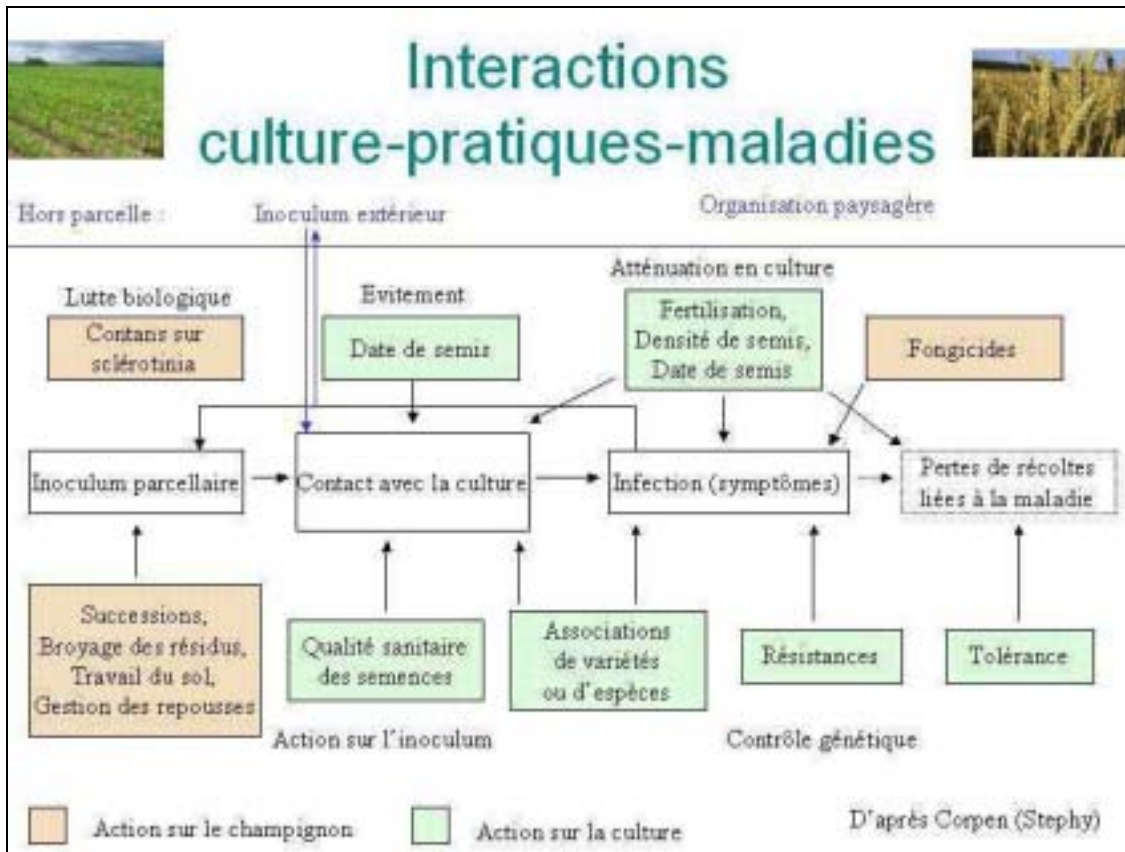 Interactions
culture-pratiques-maladies
Hors parcelle :
Inoculum extérieur
Organisation paysagère
Lutte biologique
Contans sur
sclérotinia
Evitement
Date de semis
Atténuation en culture
Fertilisation,
Densité de semis,
Date de semis
Fongicides
Inoculum parcellaire
Contact avec la culture
Infection (symptômes)
Pertes de récoltes
liées à la maladie
Successions,
Broyage des résidus,
Travail du sol,
Gestion des repousses
Qualité sanitaire
des semences
Associations
de variétés
ou d'espèces
Résistances
Tolérance
Action sur l'inoculum
Contrôle génétique
Action sur le champignon
Action sur la culture
D'après Corpen (Stephy)